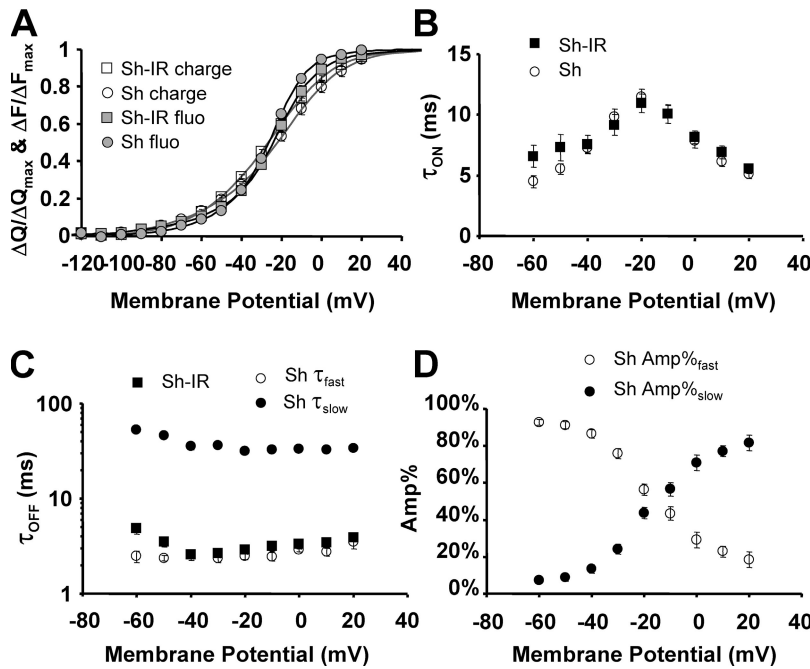 A
ΔQ/ΔQmax & ΔF/ΔFmax
1
0.8
0.6
0.4
0.2
0
Sh-IR charge
Sh charge
Sh-IR fluo
Sh fluo
-120 -100 -80 -60 -40 -20 0 20 40
Membrane Potential (mV)
B
τON (ms)
15
10
5
0
Sh-IR
Sh
-80 -60 -40 -20 0 20 40
Membrane Potential (mV)
C
Sh-IR
Sh τfast
Sh τslow
τOFF (ms)
100
10
1
-80 -60 -40 -20 0 20 40
Membrane Potential (mV)
D
Sh Amp%fast
Sh Amp%slow
Amp%
100%
80%
60%
40%
20%
0%
-80 -60 -40 -20 0 20 40
Membrane Potential (mV)